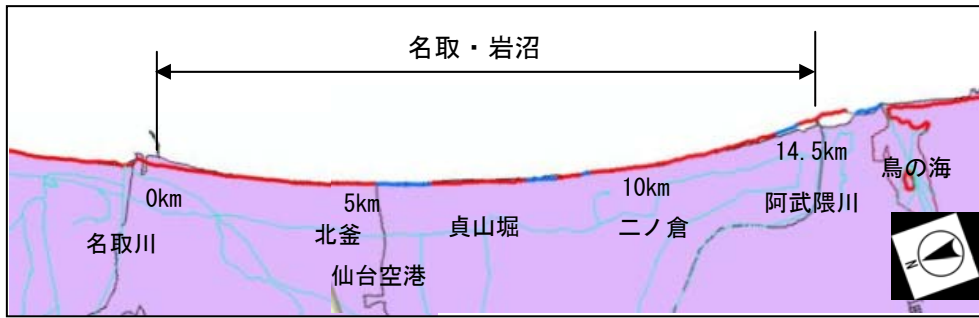 名取・岩沼
0km
5km
10km
14.5km
鳥の海
名取川
北釜
貞山堀
二ノ倉
阿武隈川
仙台空港
N